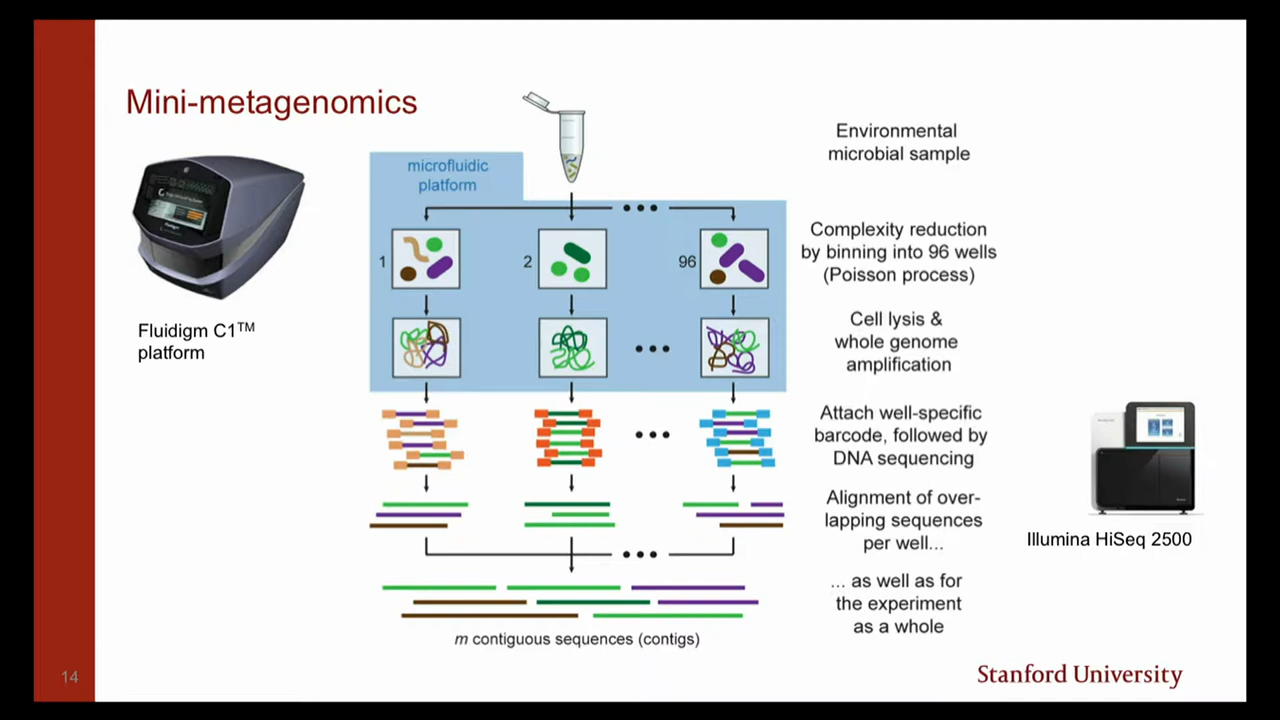 Mini-metagenomics
microfluidic
platform
Environmental
microbial sample
1
2
96
Complexity reduction
by binning into 96 wells
(Poisson process)
Fluidigm C1™
platform
Cell lysis &
whole genome
amplification
Attach well-specific
barcode, followed by
DNA sequencing
Alignment of over-
lapping sequences
per well...
Illumina HiSeq 2500
... as well as for
the experiment
as a whole
m contiguous sequences (contigs)
14
Stanford University